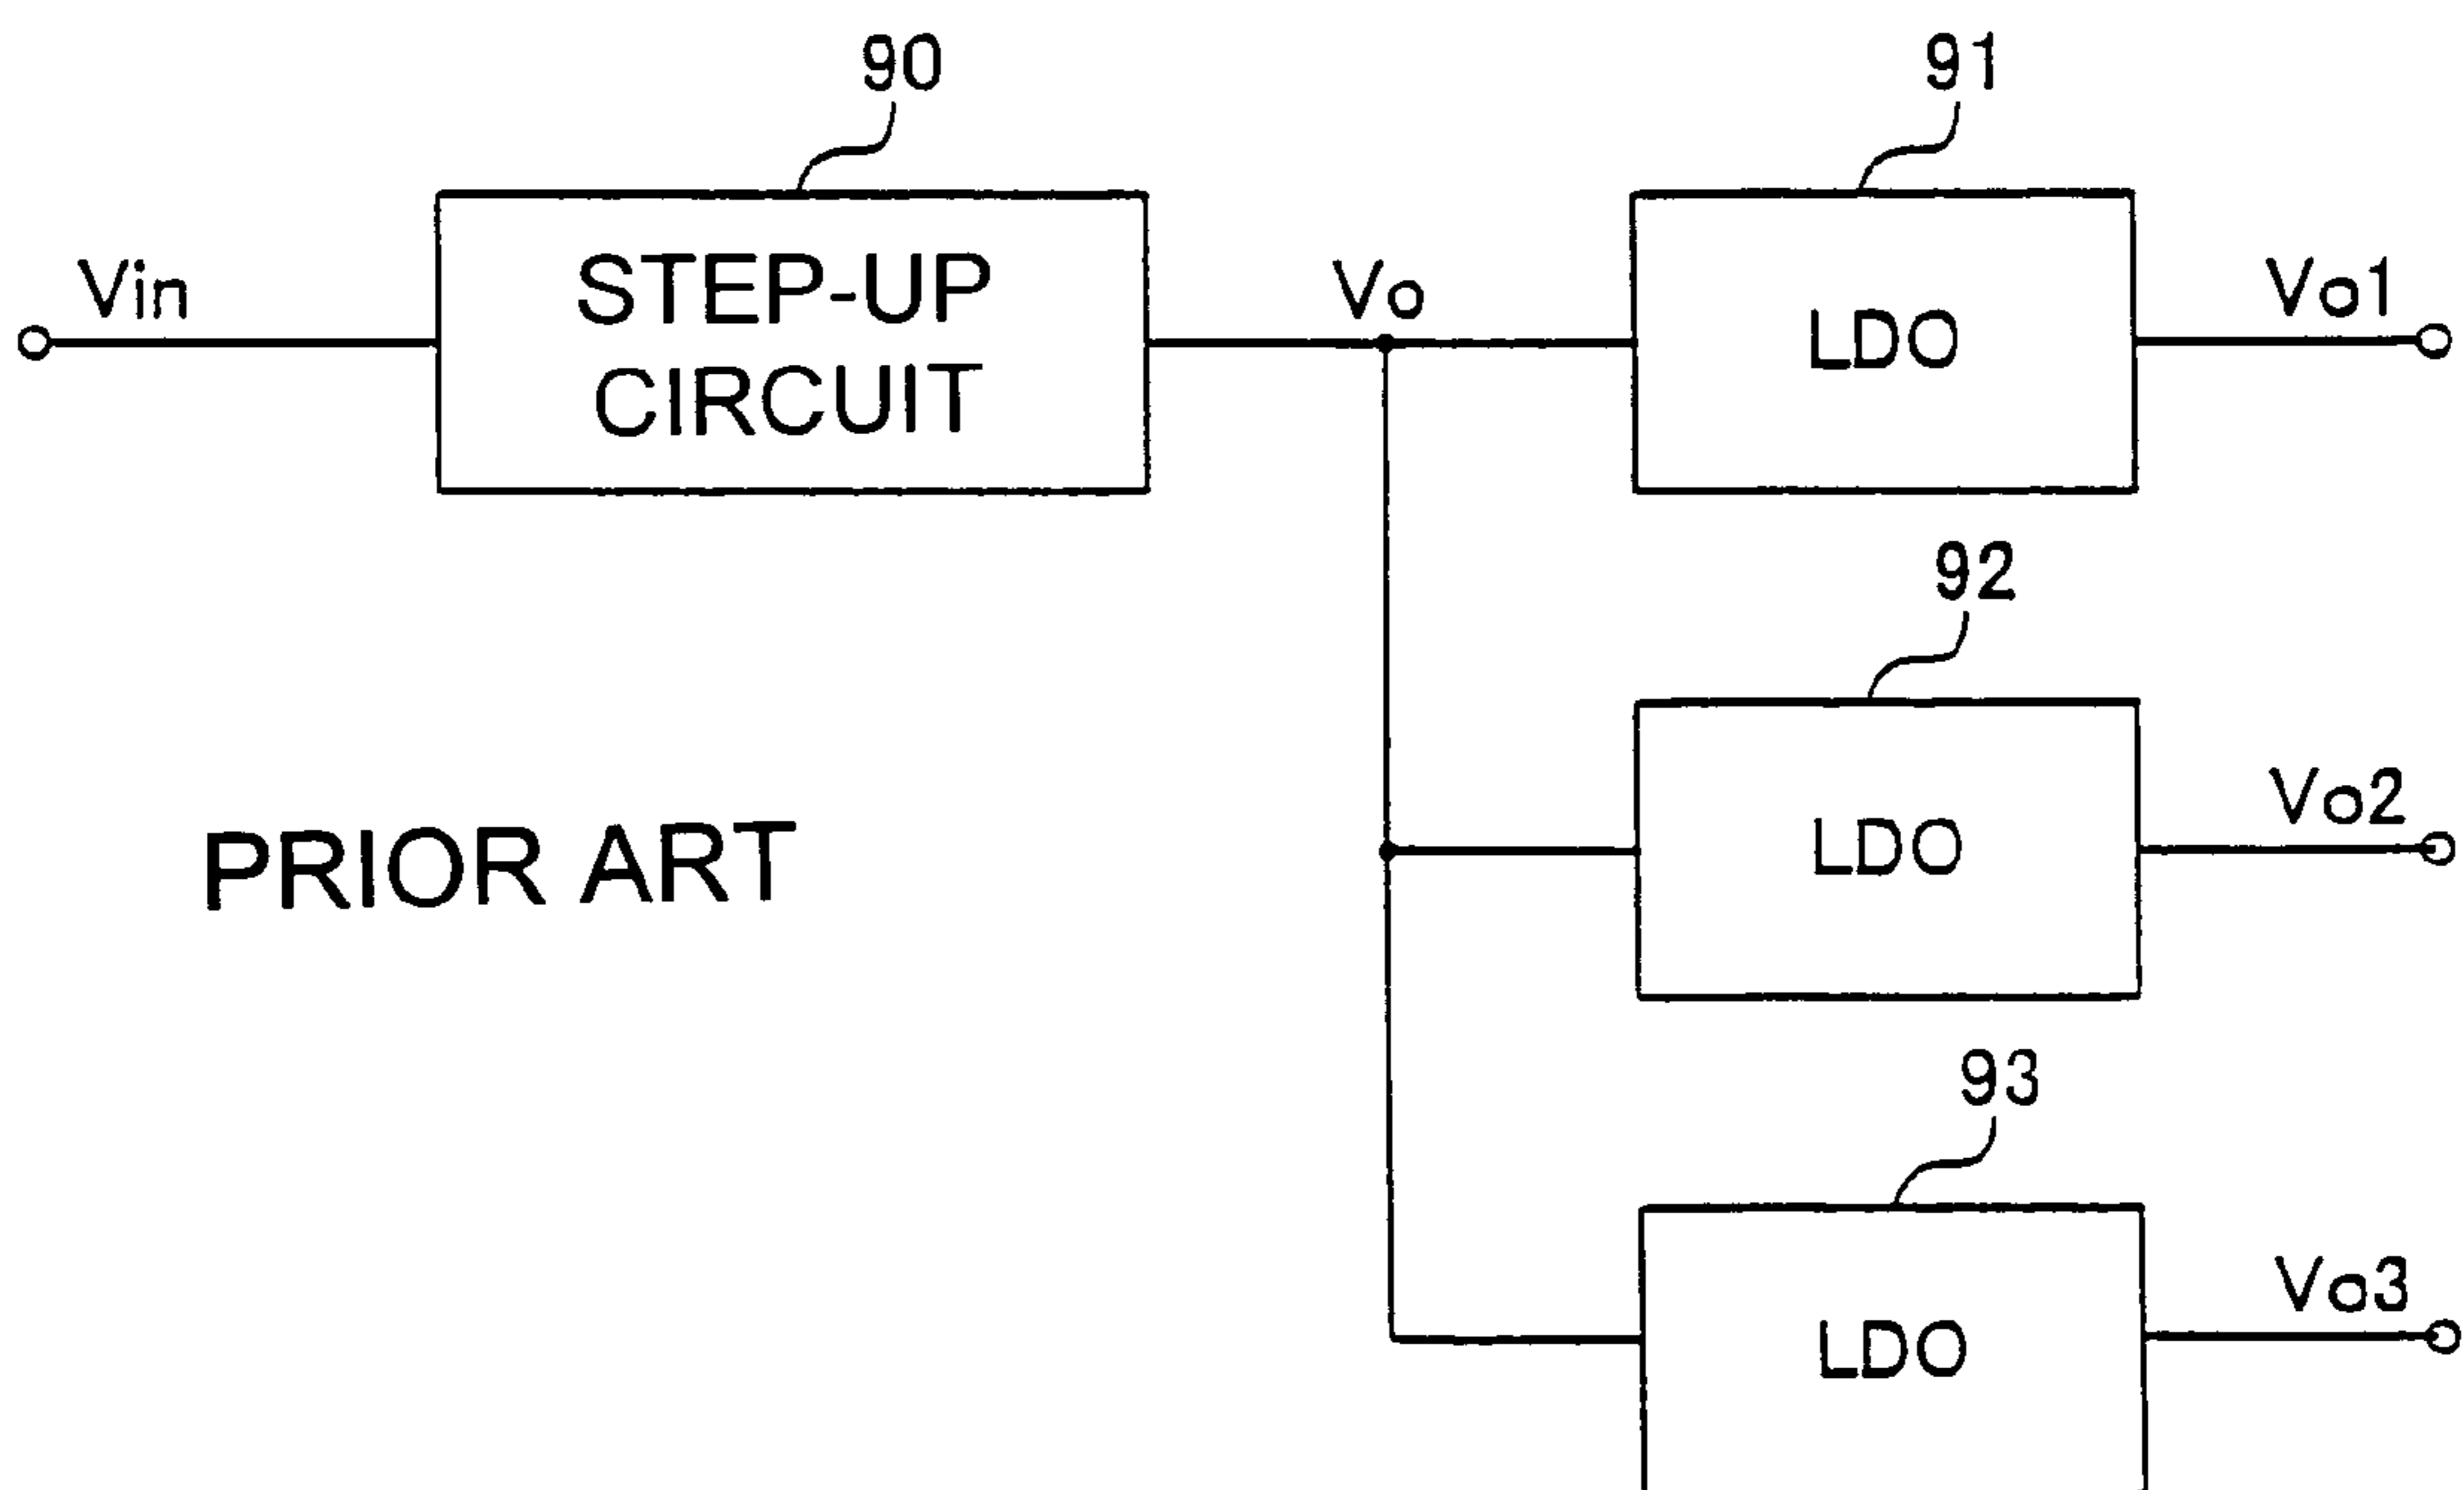 90
91
Vin
STEP-UP
CIRCUIT
Vo
LDO
Vo1
92
LDO
Vo2
PRIOR ART
93
LDO
Vo3